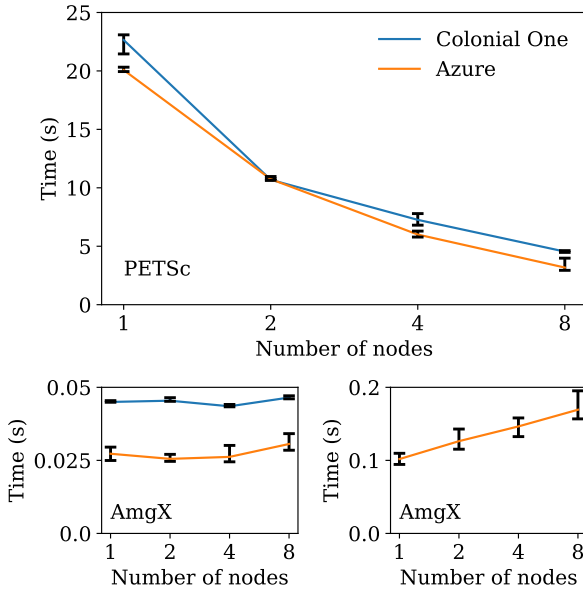 25
20
15
10
5
0
Time (s)
Colonial One
Azure
PETSc
1 2 4 8
Number of nodes
0.05
0.025
0.0
Time (s)
AmgX
1 2 4 8
Number of nodes
0.2
0.1
0.0
Time (s)
AmgX
1 2 4 8
Number of nodes